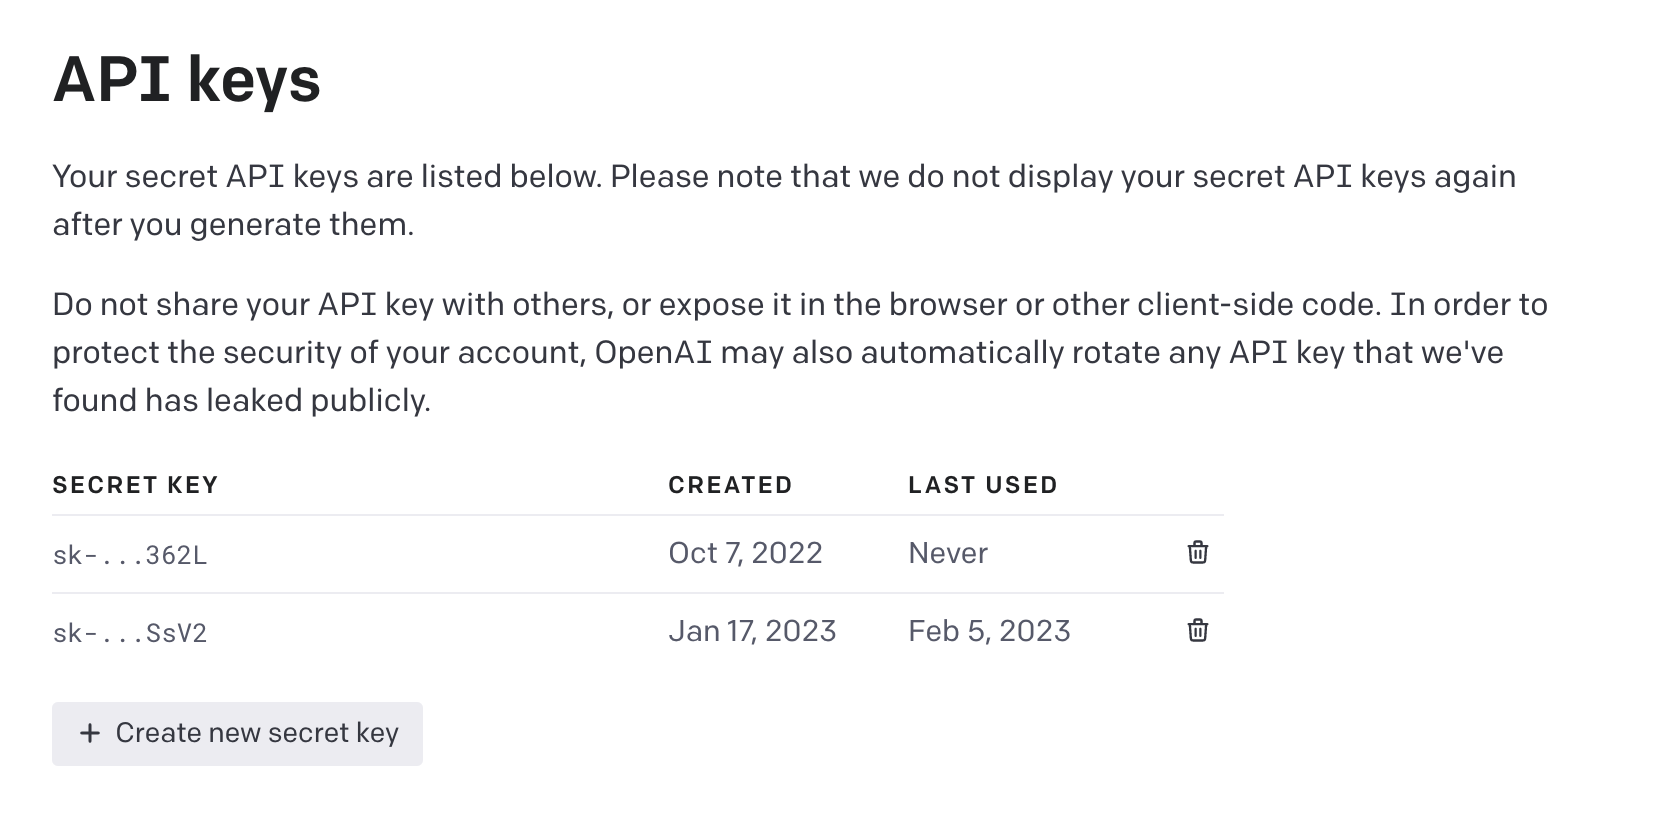 API keys
Your secret API keys are listed below. Please note that we do not display your secret API keys again
after you generate them.
Do not share your API key with others, or expose it in the browser or other client-side code. In order to
protect the security of your account, OpenAI may also automatically rotate any API key that we've
found has leaked publicly.
SECRET KEY CREATED LAST USED
sk-...362L Oct 7, 2022 Never
sk-...SsV2 Jan 17, 2023 Feb 5, 2023
+ Create new secret key